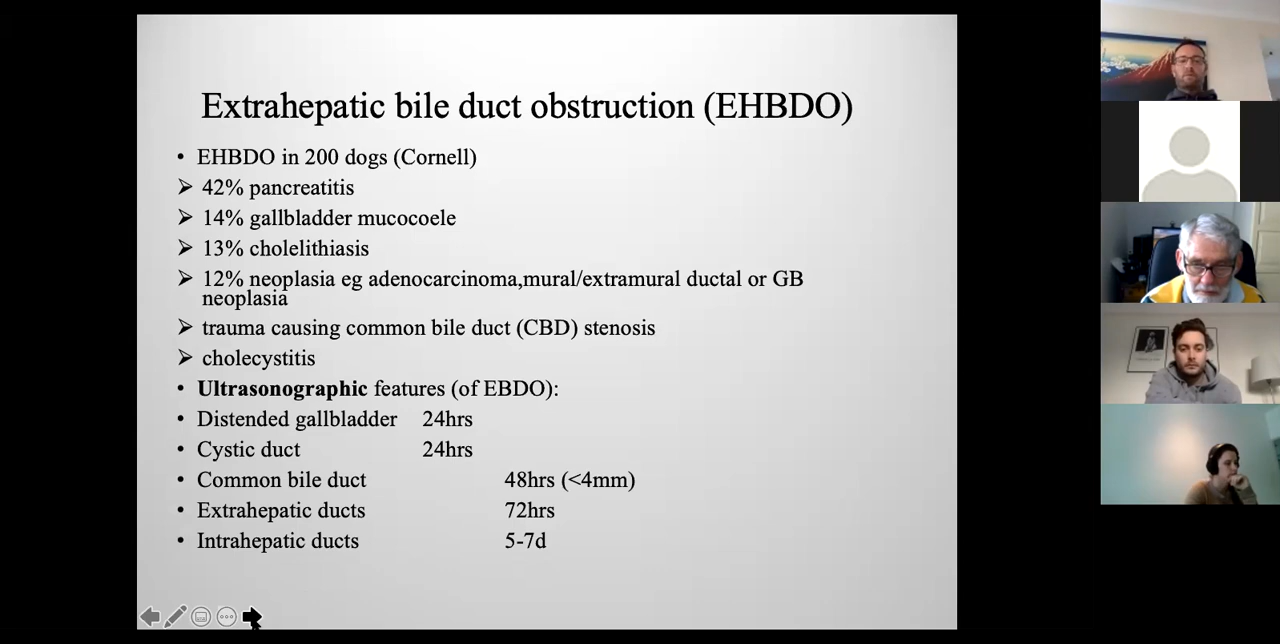 Extrahepatic bile duct obstruction (EHBDO)
• EHBDO in 200 dogs (Cornell)
➢ 42% pancreatitis
➢ 14% gallbladder mucocoele
➢ 13% cholelithiasis
➢ 12% neoplasia eg adenocarcinoma,mural/extramural ductal or GB
neoplasia
➢ trauma causing common bile duct (CBD) stenosis
➢ cholecystitis
• Ultrasonographic features (of EBDO):
• Distended gallbladder 24hrs
• Cystic duct 24hrs
• Common bile duct 48hrs (<4mm)
• Extrahepatic ducts 72hrs
• Intrahepatic ducts 5-7d